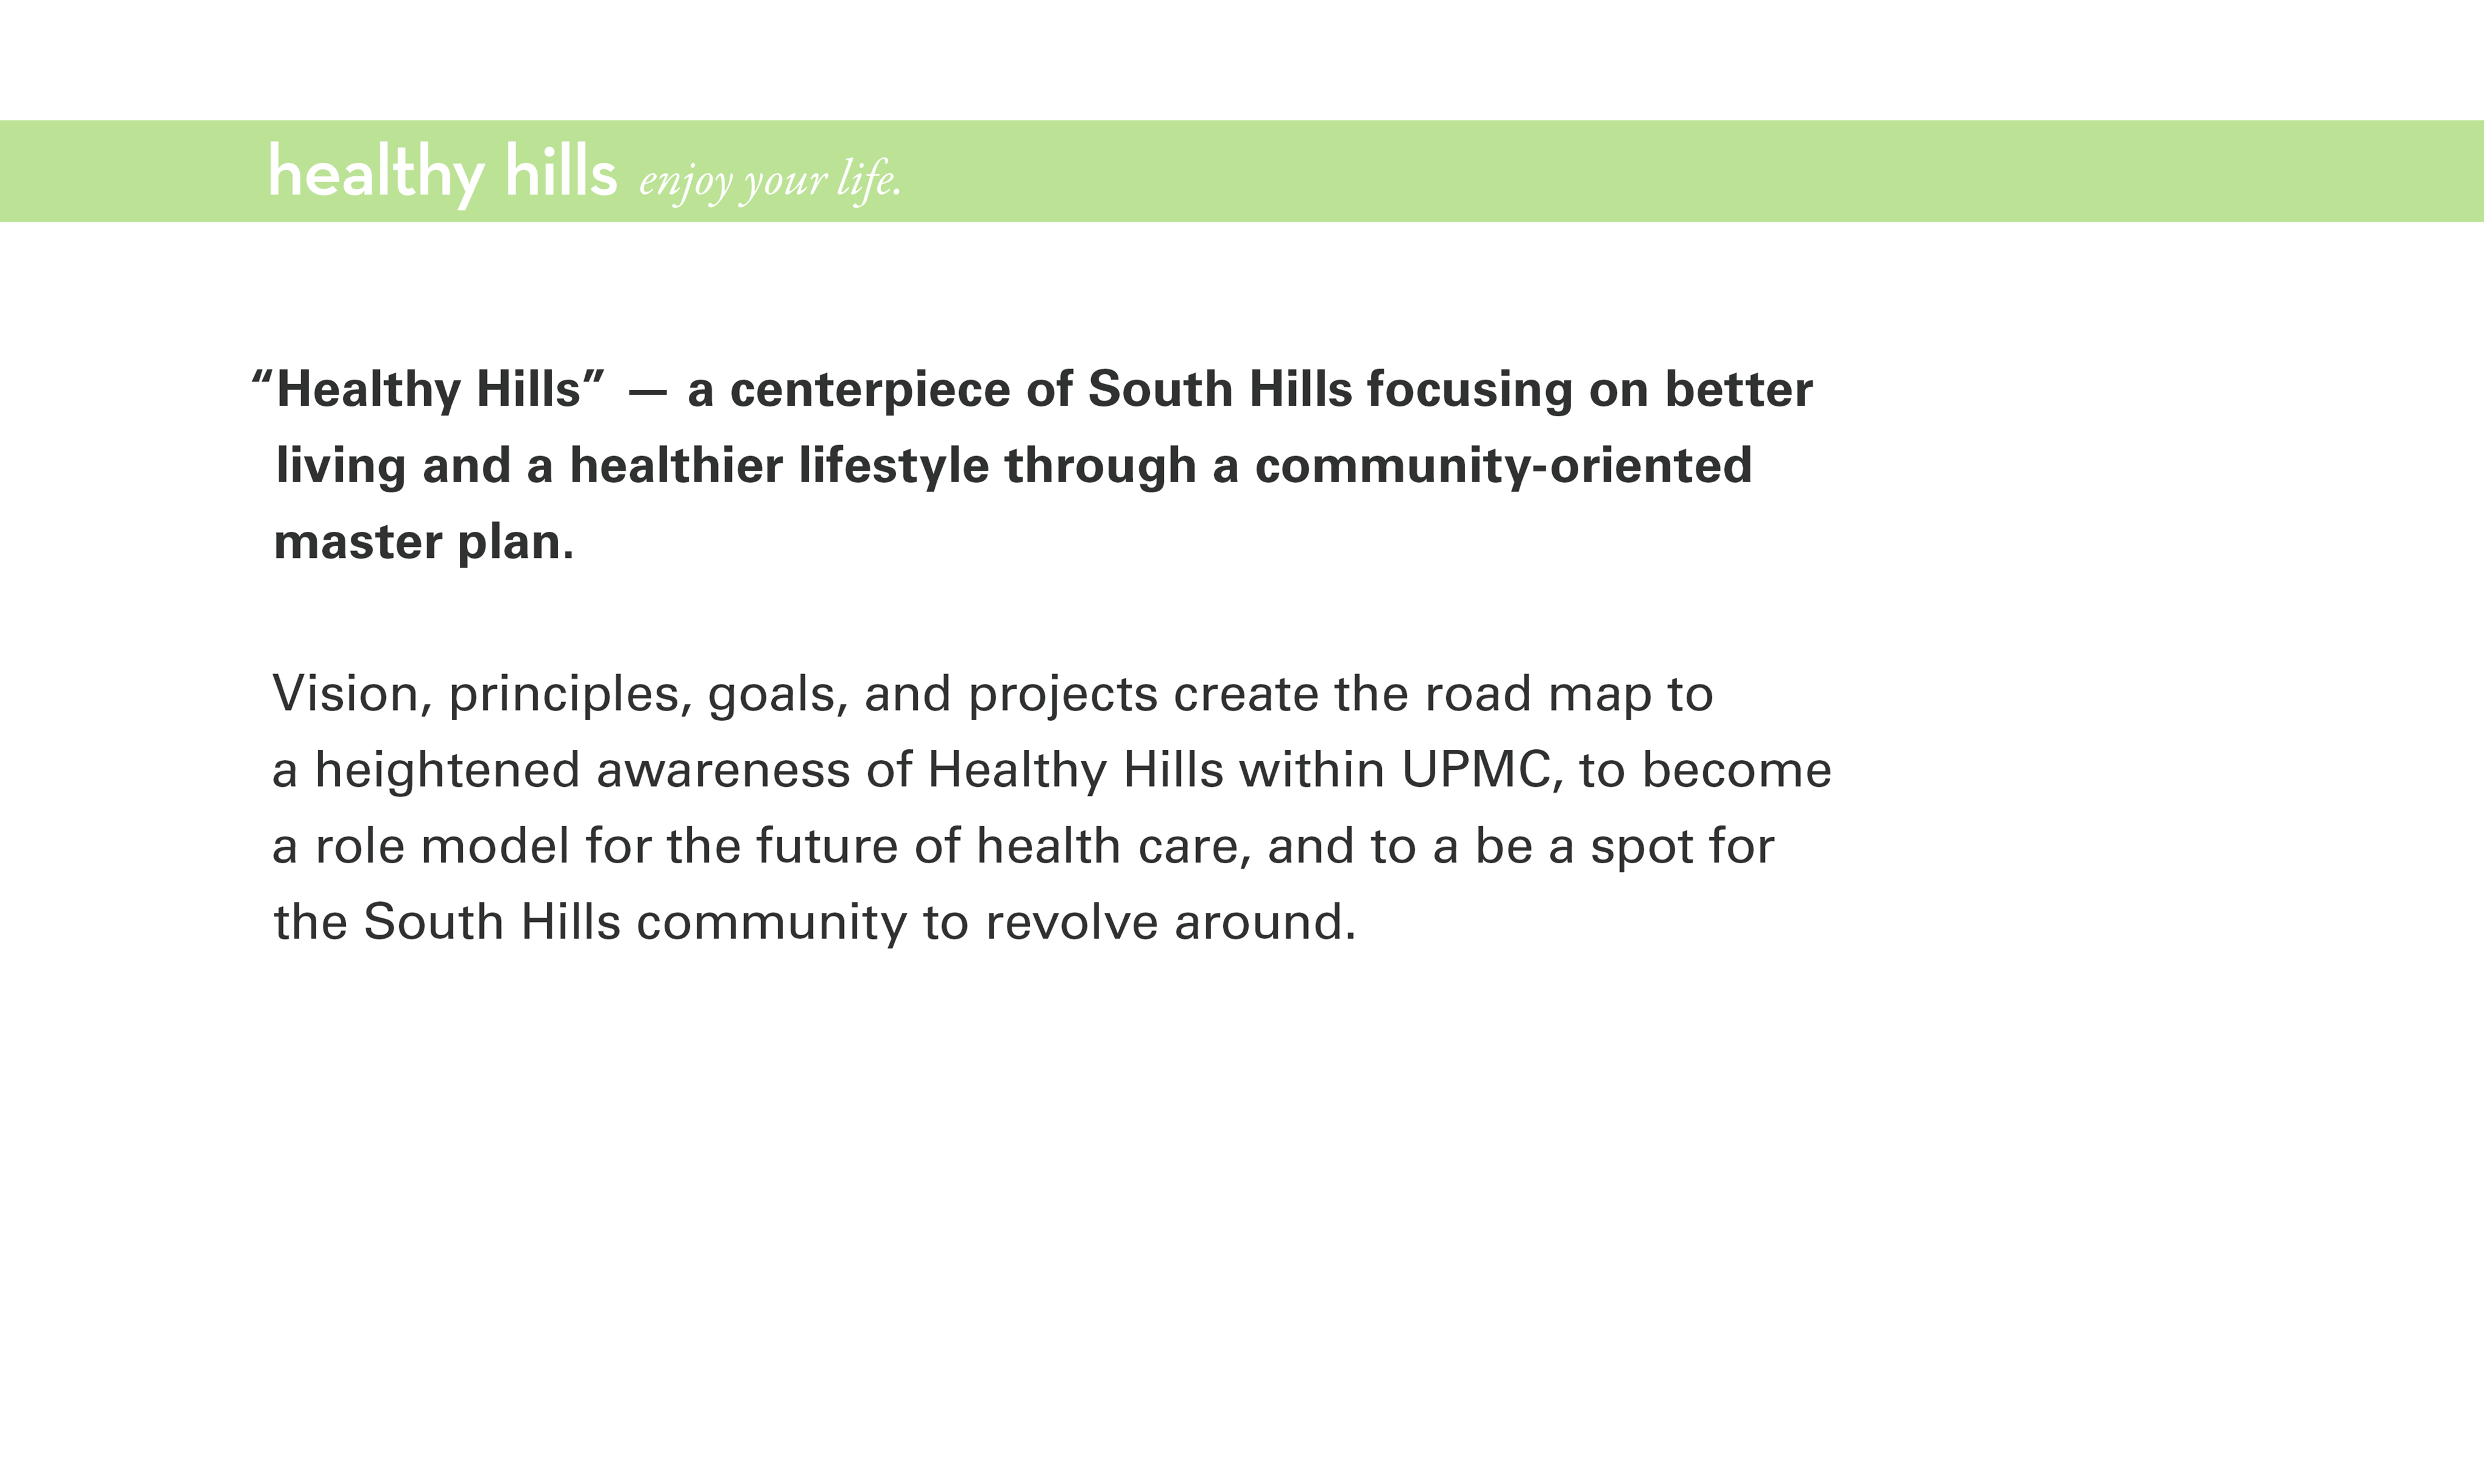 healthy hills enjoy your life.
“Healthy Hills” — a centerpiece of South Hills focusing on better
living and a healthier lifestyle through a community-oriented
master plan.
Vision, principles, goals, and projects create the road map to
a heightened awareness of Healthy Hills within UPMC, to become
a role model for the future of health care, and to a be a spot for
the South Hills community to revolve around.